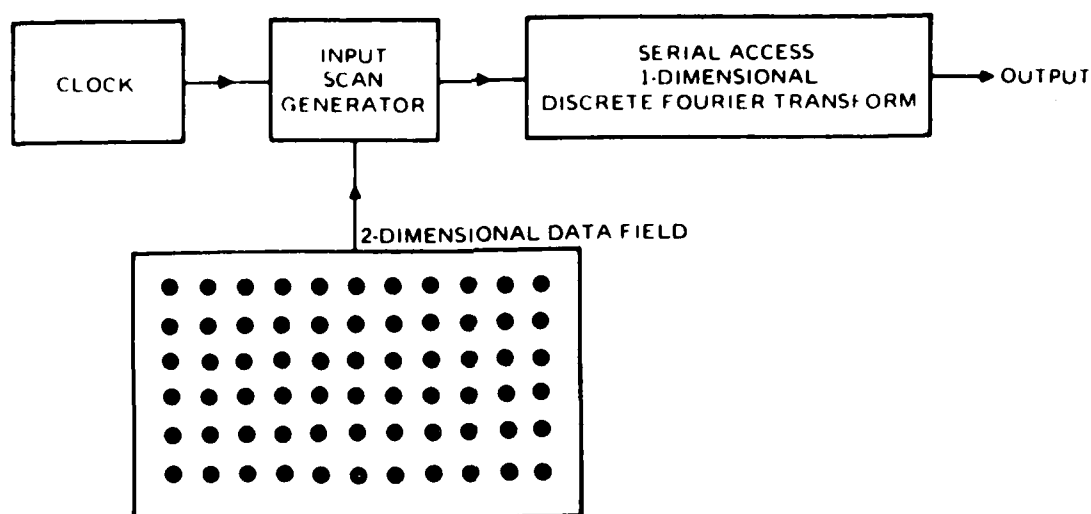 CLOCK
INPUT
SCAN
GENERATOR
SERIAL ACCESS
1-DIMENSIONAL
DISCRETE FOURIER TRANSFORM
OUTPUT
2-DIMENSIONAL DATA FIELD